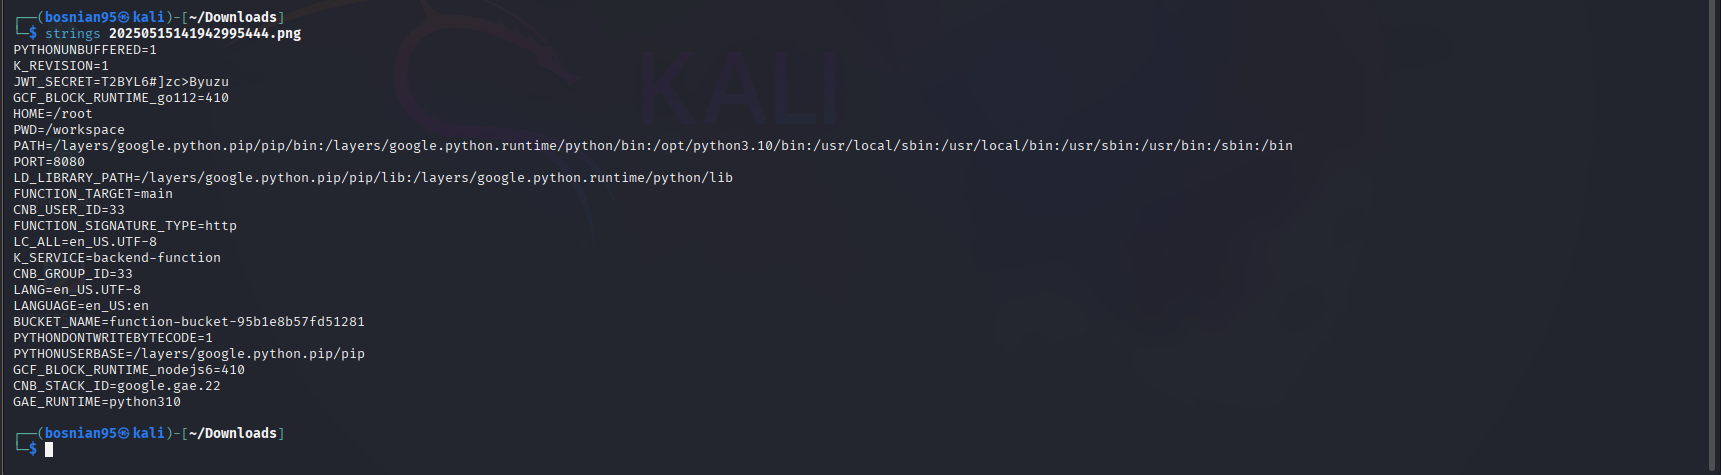 ┌──(bosnian95㉿kali)-[~/Downloads]
└─$ strings 20250515141942995444.png
PYTHONUNBUFFERED=1
K_REVISION=1
JWT_SECRET=T2BYL6#]zc>Byuzu
GCF_BLOCK_RUNTIME_go112=410
HOME=/root
PWD=/workspace
PATH=/layers/google.python.pip/pip/bin:/layers/google.python.runtime/python/bin:/opt/python3.10/bin:/usr/local/sbin:/usr/local/bin:/usr/sbin:/usr/bin:/sbin:/bin
PORT=8080
LD_LIBRARY_PATH=/layers/google.python.pip/pip/lib:/layers/google.python.runtime/python/lib
FUNCTION_TARGET=main
CNB_USER_ID=33
FUNCTION_SIGNATURE_TYPE=http
LC_ALL=en_US.UTF-8
K_SERVICE=backend-function
CNB_GROUP_ID=33
LANG=en_US.UTF-8
LANGUAGE=en_US:en
BUCKET_NAME=function-bucket-95b1e8b57fd51281
PYTHONDONTWRITEBYTECODE=1
PYTHONUSERBASE=/layers/google.python.pip/pip
GCF_BLOCK_RUNTIME_nodejs6=410
CNB_STACK_ID=google.gae.22
GAE_RUNTIME=python310
┌──(bosnian95㉿kali)-[~/Downloads]
└─$
KALI